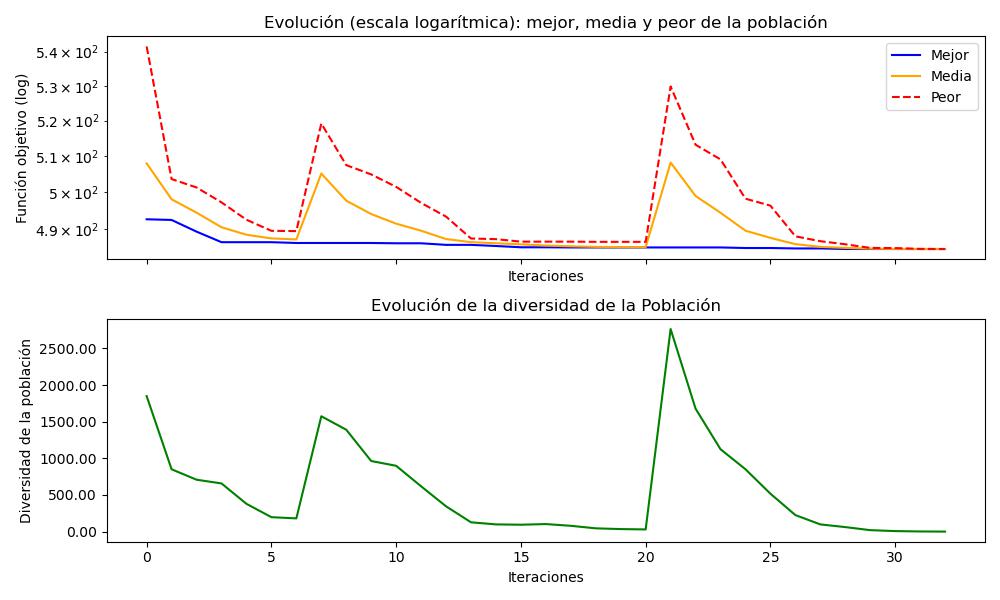 Evolución (escala logarítmica): mejor, media y peor de la población
Función objetivo (log)
5.4 × 10²
5.3 × 10²
5.2 × 10²
5.1 × 10²
5 × 10²
4.9 × 10²
Mejor
Media
Peor
Iteraciones
Evolución de la diversidad de la Población
Diversidad de la población
2500.00
2000.00
1500.00
1000.00
500.00
0.00
0 5 10 15 20 25 30
Iteraciones